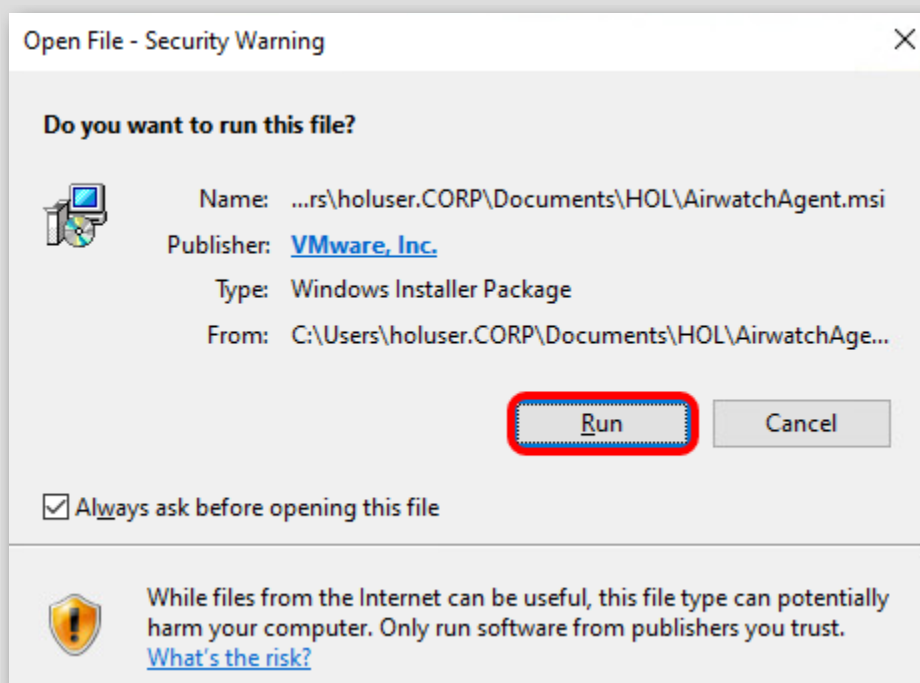 Open File - Security Warning
Do you want to run this file?
Name: ...rs\holuser.CORP\Documents\HOL\AirwatchAgent.msi
Publisher: VMware, Inc.
Type: Windows Installer Package
From: C:\Users\holuser.CORP\Documents\HOL\AirwatchAge...
Run Cancel
Always ask before opening this file
While files from the Internet can be useful, this file type can potentially
harm your computer. Only run software from publishers you trust.
What's the risk?